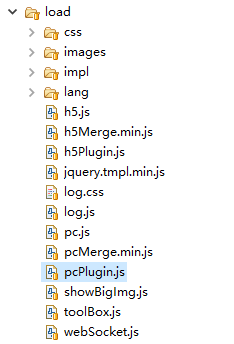 load
css
images
impl
lang
h5.js
h5Merge.min.js
h5Plugin.js
jquery.tmpl.min.js
log.css
log.js
pc.js
pcMerge.min.js
pcPlugin.js
showBigImg.js
toolBox.js
webSocket.js